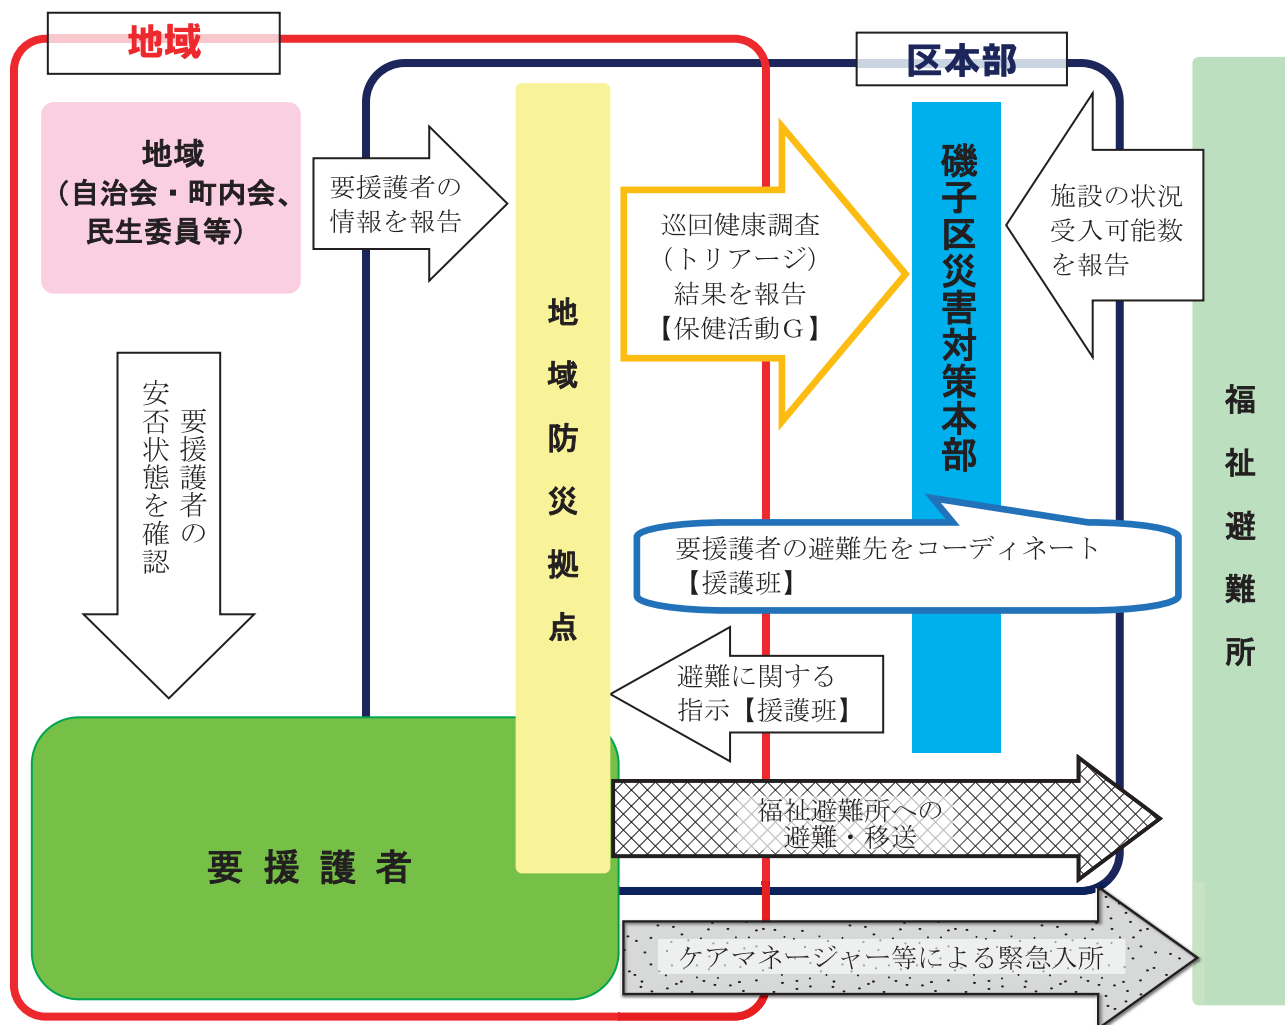 地域
区本部
地域
（自治会・町内会、
民生委員等）
要援護者の
情報を報告
地域防災拠点
巡回健康調査
（トリアージ）
結果を報告
【保健活動Ｇ】
磯子区災害対策本部
施設の状況
受入可能数
を報告
福祉避難所
要援護者の
安否状態を確認
要援護者の避難先をコーディネート
【援護班】
避難に関する
指示【援護班】
福祉避難所への
避難・移送
要援護者
ケアマネージャー等による緊急入所